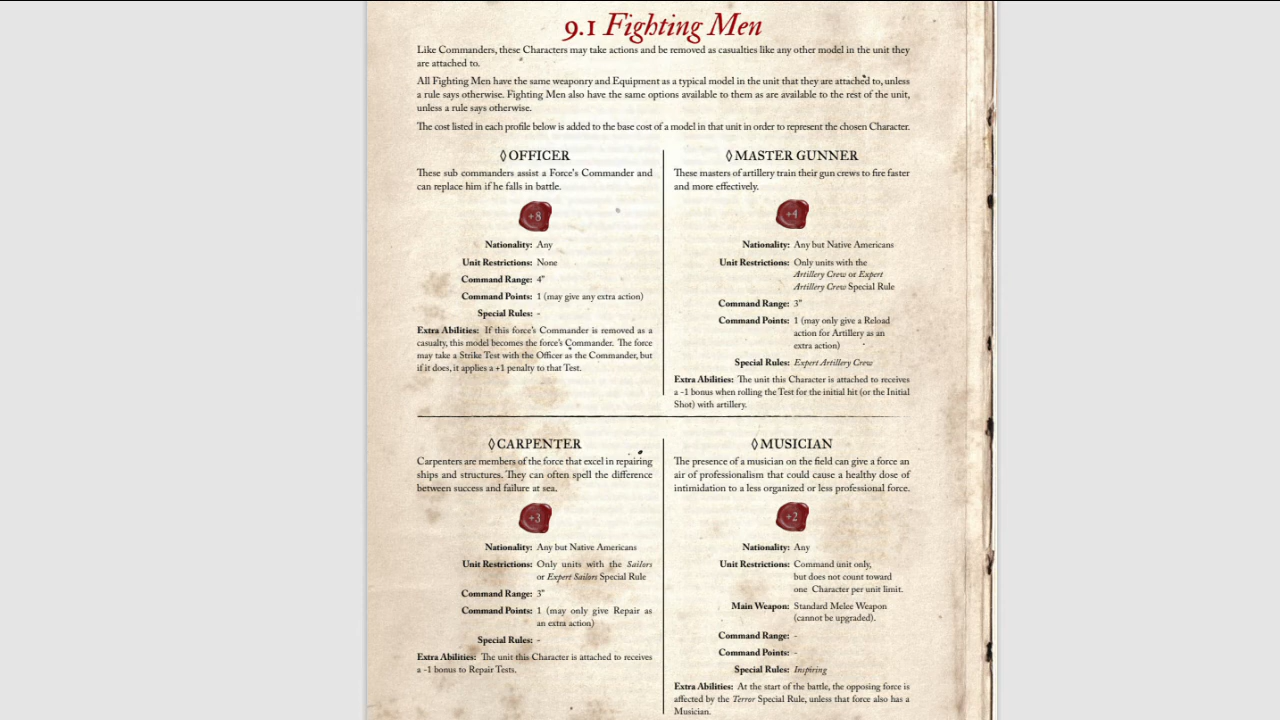 9.1 Fighting Men
Like Commanders, these Characters may take actions and be removed as casualties like any other model in the unit they
are attached to.
All Fighting Men have the same weaponry and Equipment as a typical model in the unit that they are attached to, unless
a rule says otherwise. Fighting Men also have the same options available to them as are available to the rest of the unit,
unless a rule says otherwise.
The cost listed in each profile below is added to the base cost of a model in that unit in order to represent the chosen Character.
◊ OFFICER
These sub commanders assist a Force's Commander and
can replace him if he falls in battle.
+8
Nationality: Any
Unit Restrictions: None
Command Range: 4"
Command Points: 1 (may give any extra action)
Special Rules: -
Extra Abilities: If this force's Commander is removed as a
casualty, this model becomes the force's Commander. The force
may take a Strike Test with the Officer as the Commander, but
if it does, it applies a +1 penalty to that Test.
◊ MASTER GUNNER
These masters of artillery train their gun crews to fire faster
and more effectively.
+4
Nationality: Any but Native Americans
Unit Restrictions: Only units with the
Artillery Crew or Expert
Artillery Crew Special Rule
Command Range: 3"
Command Points: 1 (may only give a Reload
action for Artillery as an
extra action)
Special Rules: Expert Artillery Crew
Extra Abilities: The unit this Character is attached to receives
a -1 bonus when rolling the Test for the initial hit (or the Initial
Shot) with artillery.
◊ CARPENTER
Carpenters are members of the force that excel in repairing
ships and structures. They can often spell the difference
between success and failure at sea.
+3
Nationality: Any but Native Americans
Unit Restrictions: Only units with the Sailors
or Expert Sailors Special Rule
Command Range: 3"
Command Points: 1 (may only give Repair as
an extra action)
Special Rules: -
Extra Abilities: The unit this Character is attached to receives
a -1 bonus to Repair Tests.
◊ MUSICIAN
The presence of a musician on the field can give a force an
air of professionalism that could cause a healthy dose of
intimidation to a less organized or less professional force.
+2
Nationality: Any
Unit Restrictions: Command unit only,
but does not count toward
one Character per unit limit.
Main Weapon: Standard Melee Weapon
(cannot be upgraded).
Command Range: -
Command Points: -
Special Rules: Inspiring
Extra Abilities: At the start of the battle, the opposing force is
affected by the Terror Special Rule, unless that force also has a
Musician.